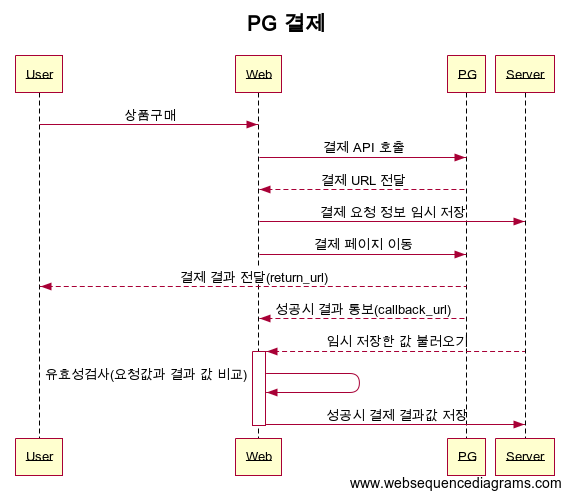 PG 결제
User Web PG Server
상품구매
결제 API 호출
결제 URL 전달
결제 요청 정보 임시 저장
결제 페이지 이동
결제 결과 전달(return_url)
성공시 결과 통보(callback_url)
임시 저장한 값 불러오기
유효성검사(요청값과 결과 값 비교)
성공시 결제 결과값 저장
User Web PG Server
www.websequencediagrams.com